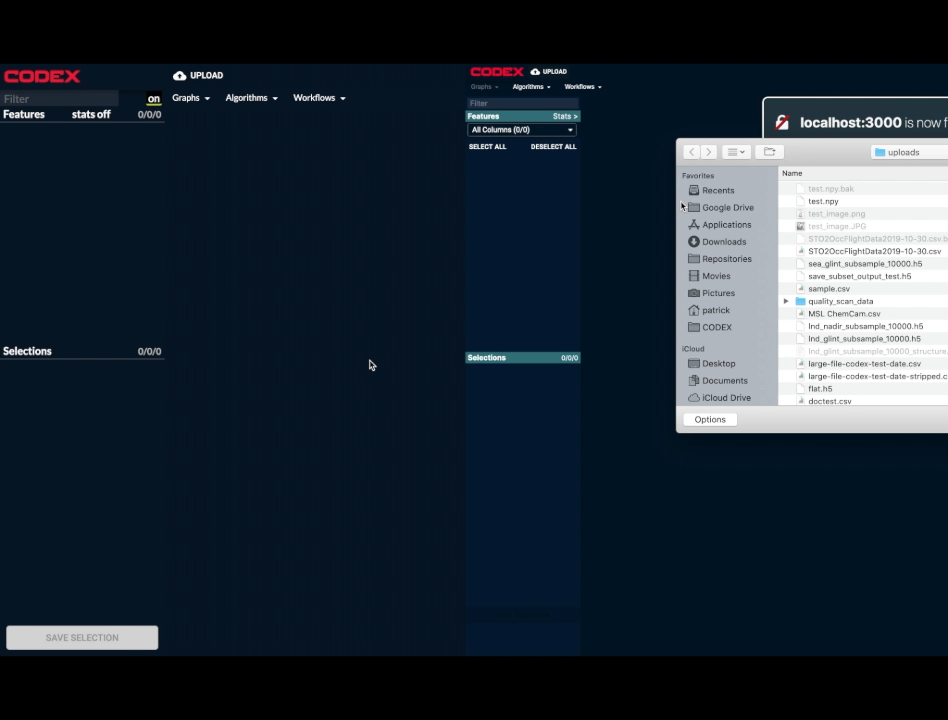 CODEX
UPLOAD
Filter
on
Graphs
Algorithms
Workflows
Features
stats off
0/0/0
Selections
0/0/0
SAVE SELECTION
CODEX
UPLOAD
Graphs
Algorithms
Workflows
Filter
Features
Stats >
All Columns (0/0)
SELECT ALL
DESELECT ALL
Selections
0/0/0
localhost:3000 is now f
uploads
Favorites
Recents
Google Drive
Applications
Downloads
Repositories
Movies
Pictures
patrick
CODEX
iCloud
Desktop
Documents
iCloud Drive
Name
test.npy.bak
test.npy
test_image.png
test_image.JPG
STO2OccFlightData2019-10-30.csv.b
STO2OccFlightData2019-10-30.csv
sea_glint_subsample_10000.h5
save_subset_output_test.h5
sample.csv
quality_scan_data
MSL ChemCam.csv
lnd_nadir_subsample_10000.h5
lnd_glint_subsample_10000.h5
lnd_glint_subsample_10000_structure.
large-file-codex-test-date.csv
large-file-codex-test-date-stripped.c
flat.h5
doctest.csv
Options